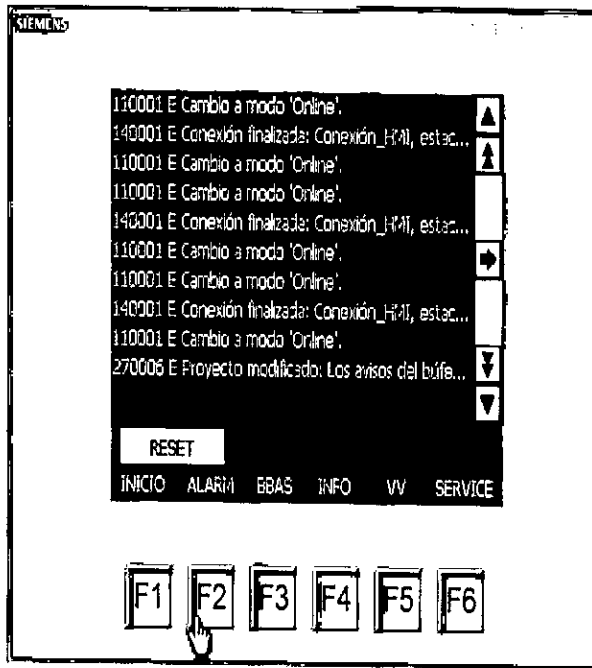 SIEMENS
110001 E Cambio a modo 'Online'.
140001 E Conexión finalizada: Conexión_HMI, estac...
110001 E Cambio a modo 'Online'.
110001 E Cambio a modo 'Online'.
140001 E Conexión finalizada: Conexión_HMI, estac...
110001 E Cambio a modo 'Online'.
110001 E Cambio a modo 'Online'.
140001 E Conexión finalizada: Conexión_HMI, estac...
110001 E Cambio a modo 'Online'.
270006 E Proyecto modificado: Los avisos del búfe...
RESET
INICIO ALARM BBAS INFO VV SERVICE
F1 F2 F3 F4 F5 F6